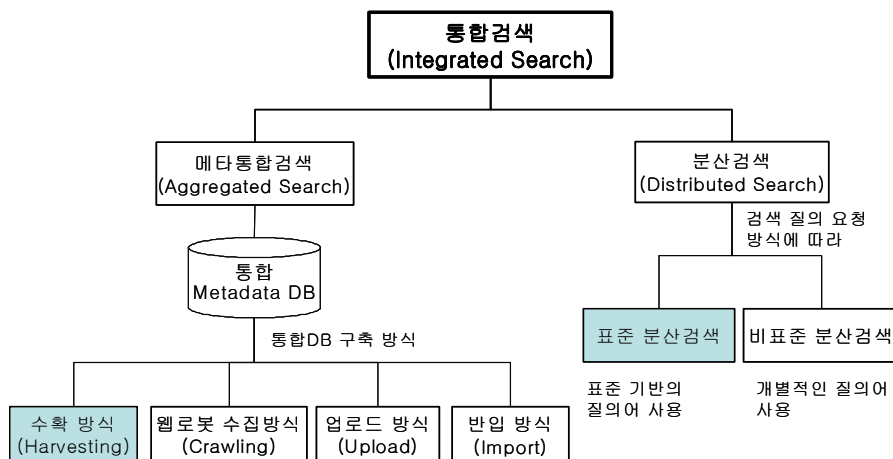 통합검색
(Integrated Search)
메타통합검색
(Aggregated Search)
분산검색
(Distributed Search)
검색 질의 요청
방식에 따라
통합
Metadata DB
통합DB 구축 방식
표준 분산검색
비표준 분산검색
표준 기반의
질의어 사용
개별적인 질의어
사용
수확 방식
(Harvesting)
웹로봇 수집방식
(Crawling)
업로드 방식
(Upload)
반입 방식
(Import)